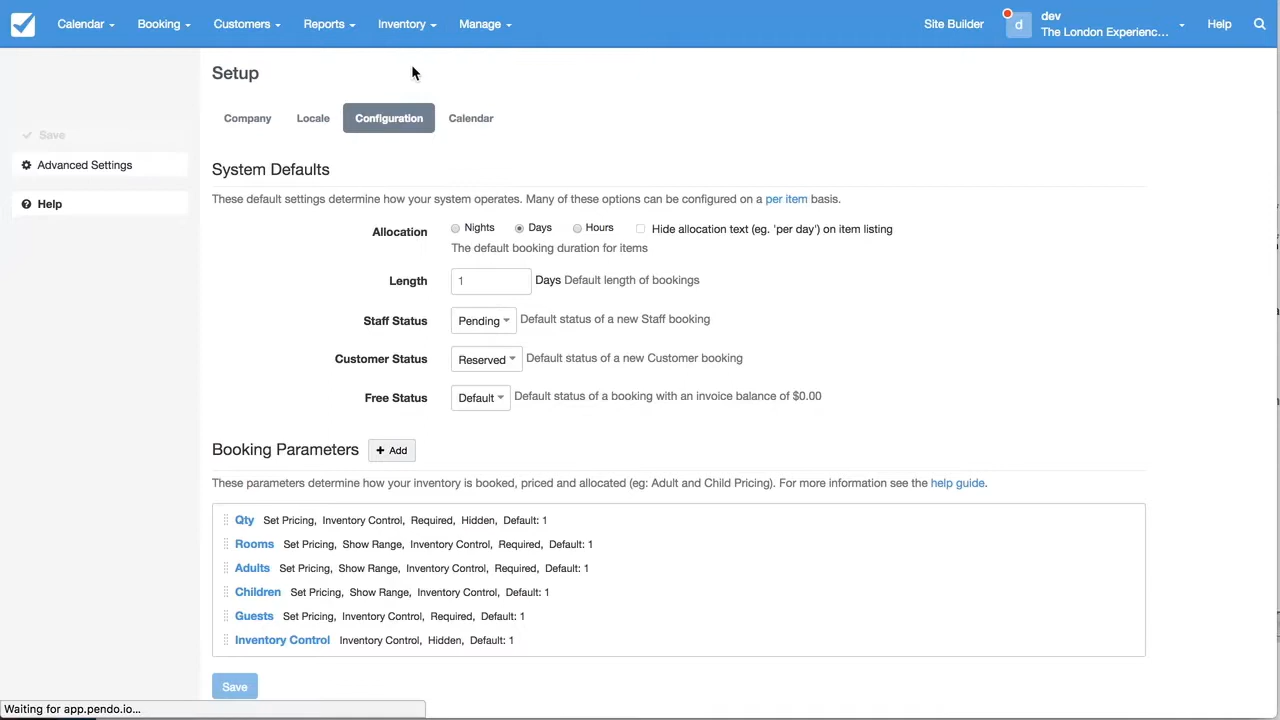 Calendar Booking Customers Reports Inventory Manage Site Builder d dev Help
The London Experienc...
Setup
Company Locale Configuration Calendar
Save
Advanced Settings
Help
System Defaults
These default settings determine how your system operates. Many of these options can be configured on a per item basis.
Allocation Nights Days Hours Hide allocation text (eg. 'per day') on item listing
The default booking duration for items
Length 1 Days Default length of bookings
Staff Status Pending Default status of a new Staff booking
Customer Status Reserved Default status of a new Customer booking
Free Status Default Default status of a booking with an invoice balance of $0.00
Booking Parameters + Add
These parameters determine how your inventory is booked, priced and allocated (eg: Adult and Child Pricing). For more information see the help guide.
Qty Set Pricing, Inventory Control, Required, Hidden, Default: 1
Rooms Set Pricing, Show Range, Inventory Control, Required, Default: 1
Adults Set Pricing, Show Range, Inventory Control, Required, Default: 1
Children Set Pricing, Show Range, Inventory Control, Default: 1
Guests Set Pricing, Inventory Control, Required, Default: 1
Inventory Control Inventory Control, Hidden, Default: 1
Save
Waiting for app.pendo.io...